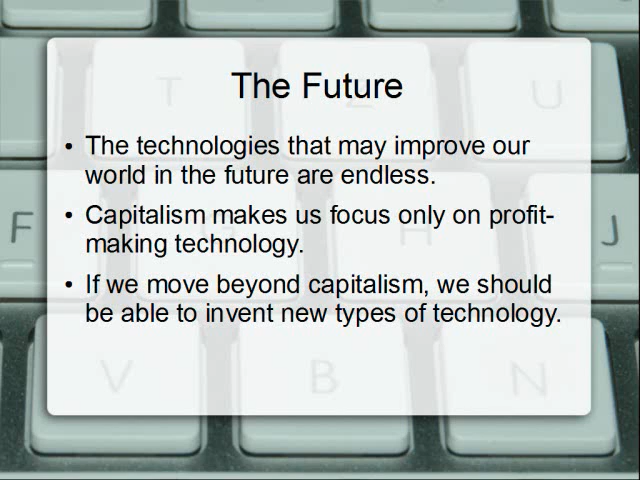 The Future
• The technologies that may improve our
world in the future are endless.
• Capitalism makes us focus only on profit-
making technology.
• If we move beyond capitalism, we should
be able to invent new types of technology.
T
Z
U
F
G
H
J
V
B
N